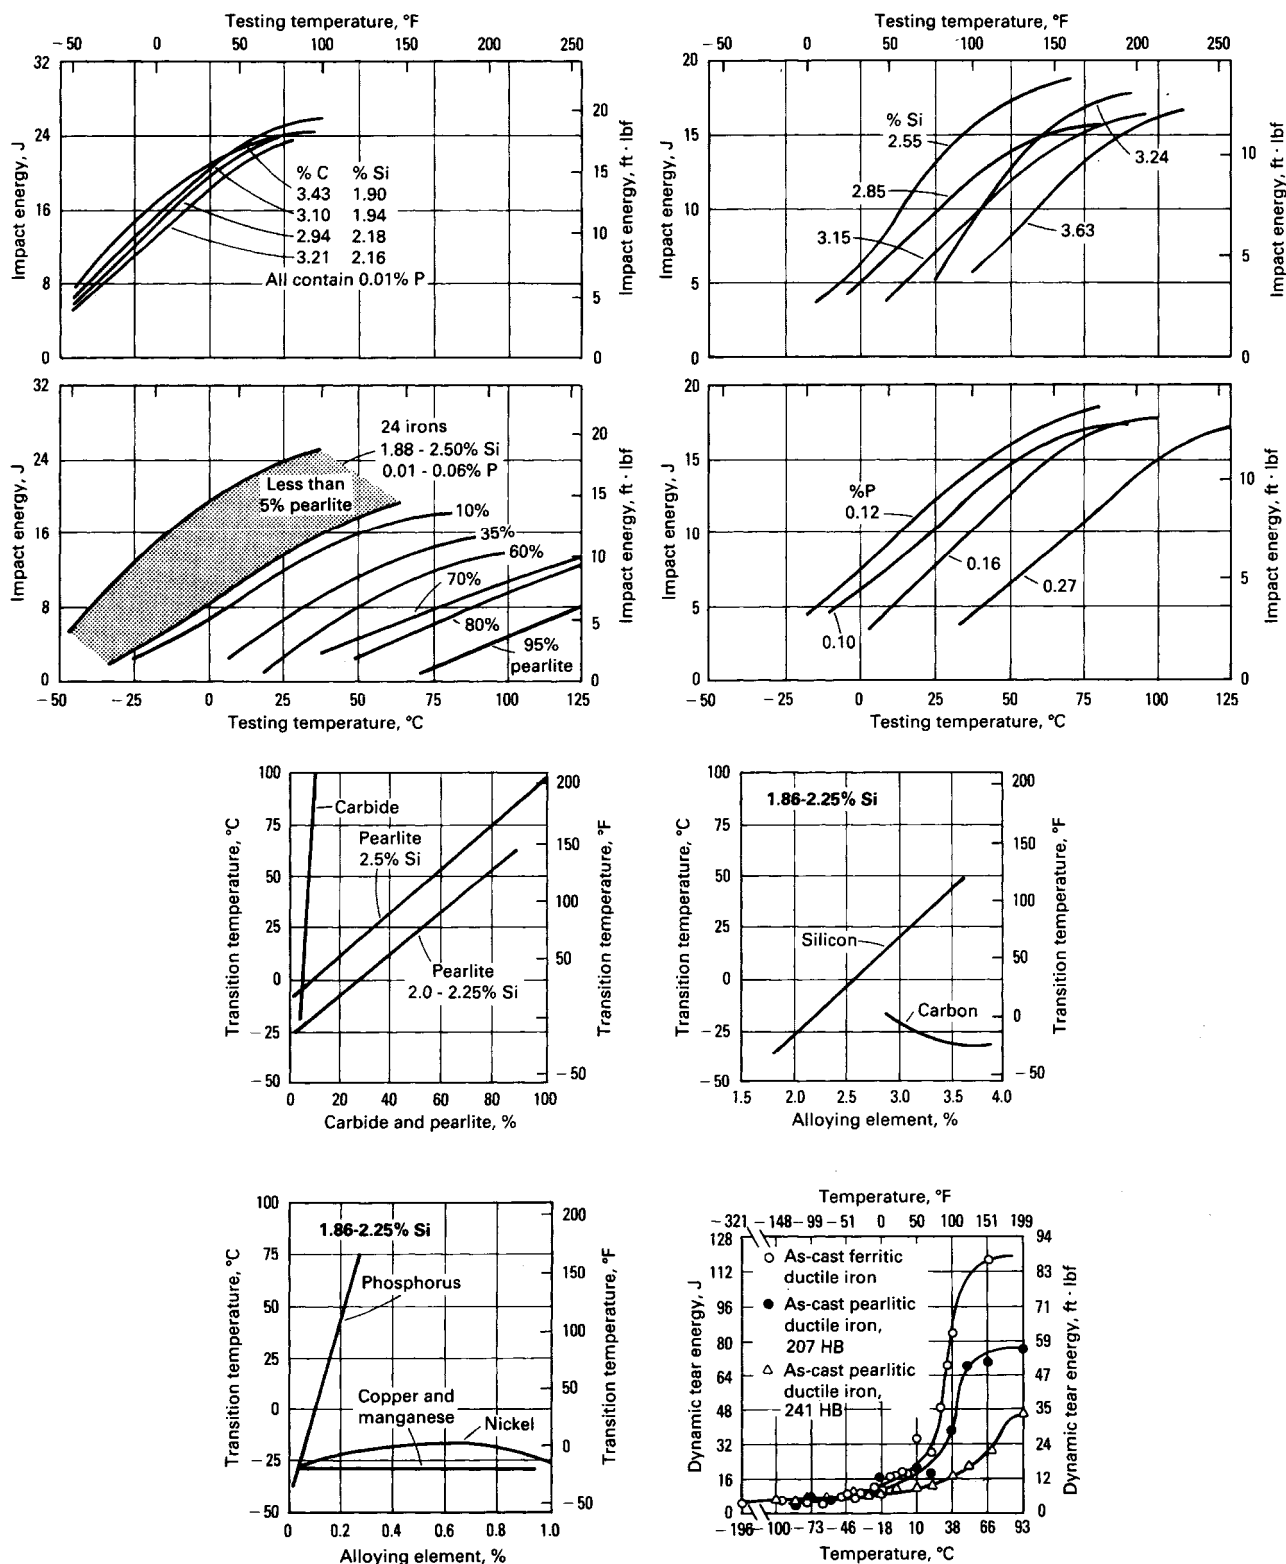 Testing temperature, °F
−50 0 50 100 150 200 250
32
24
16
8
0
Impact energy, J
20
15
10
5
0
Impact energy, ft · lbf
% C % Si
3.43 1.90
3.10 1.94
2.94 2.18
3.21 2.16
All contain 0.01% P
Testing temperature, °F
−50 0 50 100 150 200 250
20
15
10
5
0
Impact energy, J
10
5
0
Impact energy, ft · lbf
% Si
2.55
2.85
3.15
3.24
3.63
32
24
16
8
0
Impact energy, J
20
15
10
5
0
Impact energy, ft · lbf
24 irons
1.88 - 2.50% Si
0.01 - 0.06% P
Less than
5% pearlite
10%
35%
60%
70%
80%
95%
pearlite
−50 −25 0 25 50 75 100 125
Testing temperature, °C
20
15
10
5
0
Impact energy, J
10
5
0
Impact energy, ft · lbf
%P
0.12
0.16
0.27
0.10
−50 −25 0 25 50 75 100 125
Testing temperature, °C
100
75
50
25
0
−25
−50
Transition temperature, °C
200
150
100
50
0
−50
Transition temperature, °F
Carbide
Pearlite
2.5% Si
Pearlite
2.0 - 2.25% Si
0 20 40 60 80 100
Carbide and pearlite, %
100
75
50
25
0
−25
−50
Transition temperature, °C
200
150
100
50
0
−50
Transition temperature, °F
1.86-2.25% Si
Silicon
Carbon
1.5 2.0 2.5 3.0 3.5 4.0
Alloying element, %
100
75
50
25
0
−25
−50
Transition temperature, °C
200
150
100
50
0
−50
Transition temperature, °F
1.86-2.25% Si
Phosphorus
Copper and
manganese
Nickel
0 0.2 0.4 0.6 0.8 1.0
Alloying element, %
Temperature, °F
−321 −148 −99 −51 0 50 100 151 199
128
112
96
80
64
48
32
16
0
Dynamic tear energy, J
94
83
71
59
47
35
24
12
0
Dynamic tear energy, ft · lbf
As-cast ferritic
ductile iron
As-cast pearlitic
ductile iron,
207 HB
As-cast pearlitic
ductile iron,
241 HB
−196 −100 −73 −46 −18 10 38 66 93
Temperature, °C